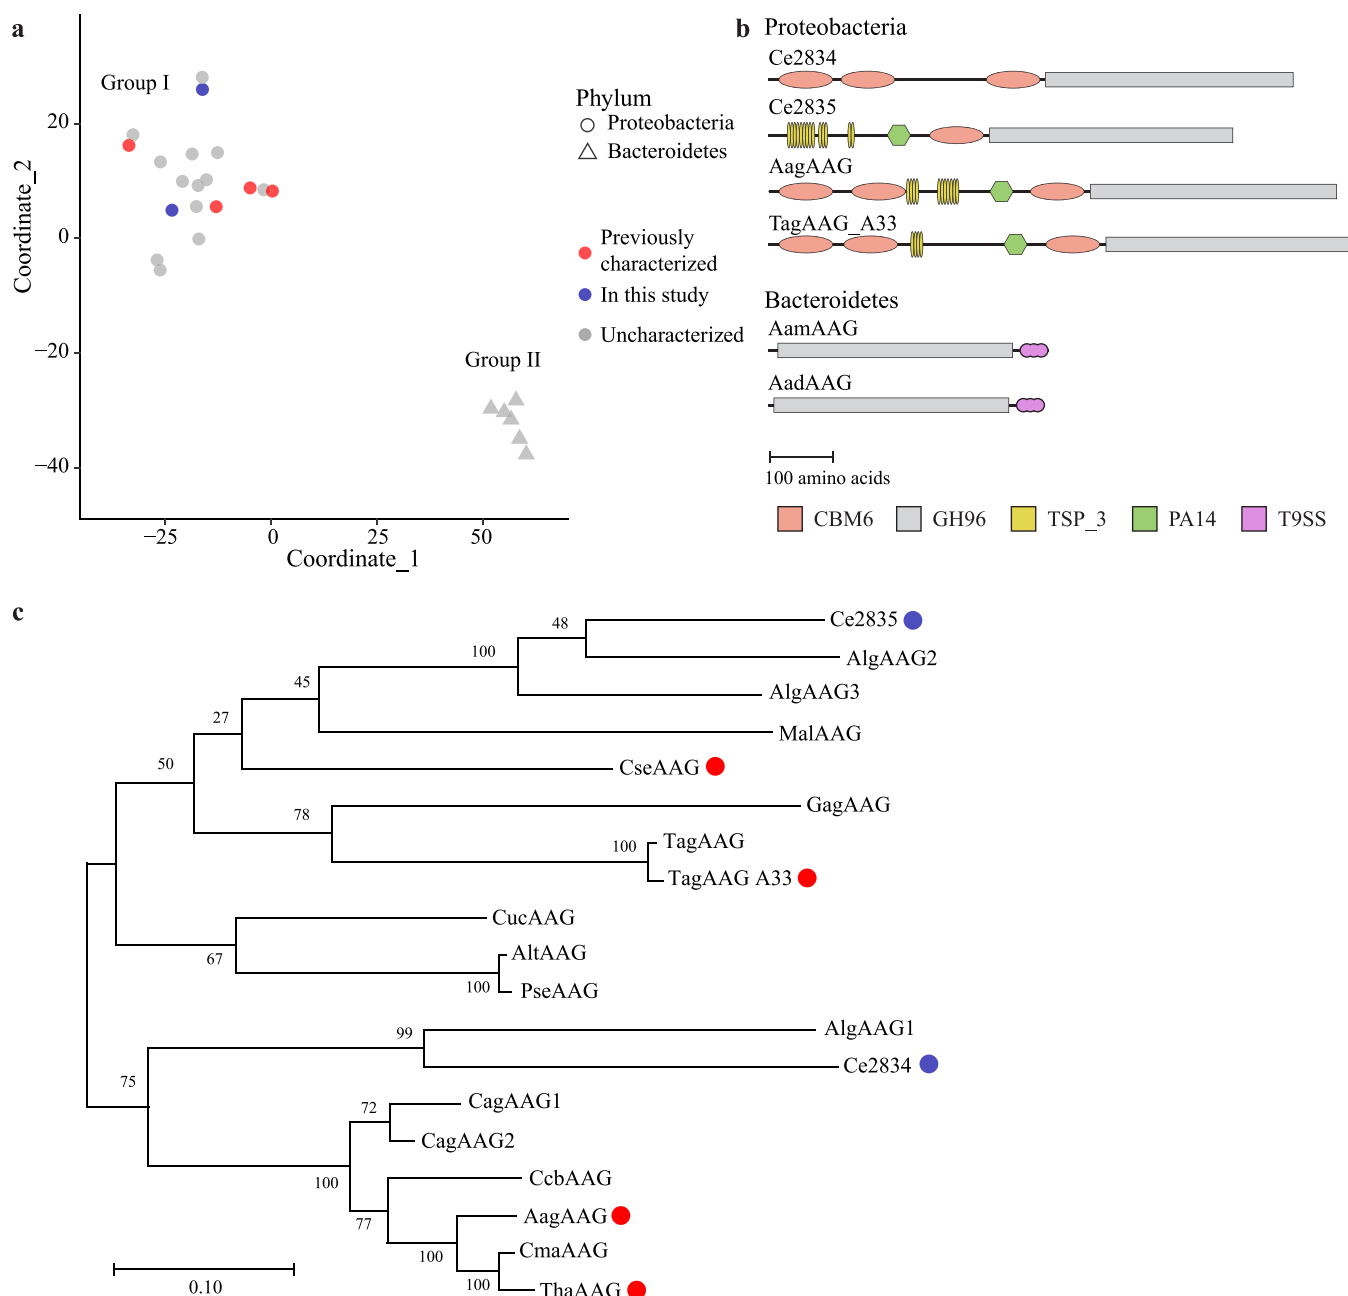 a
Group I
20
0
−20
−40
Coordinate_2
Group II
−25
0
25
50
Coordinate_1
Phylum
Proteobacteria
Bacteroidetes
Previously
characterized
In this study
Uncharacterized
b
Proteobacteria
Ce2834
Ce2835
AagAAG
TagAAG_A33
Bacteroidetes
AamAAG
AadAAG
100 amino acids
CBM6
GH96
TSP_3
PA14
T9SS
c
48
Ce2835
100
AlgAAG2
45
AlgAAG3
27
MalAAG
50
CseAAG
78
GagAAG
100
TagAAG
TagAAG A33
CucAAG
67
AltAAG
100
PseAAG
99
AlgAAG1
75
Ce2834
72
CagAAG1
CagAAG2
100
CcbAAG
77
AagAAG
100
CmaAAG
100
ThaAAG
0.10